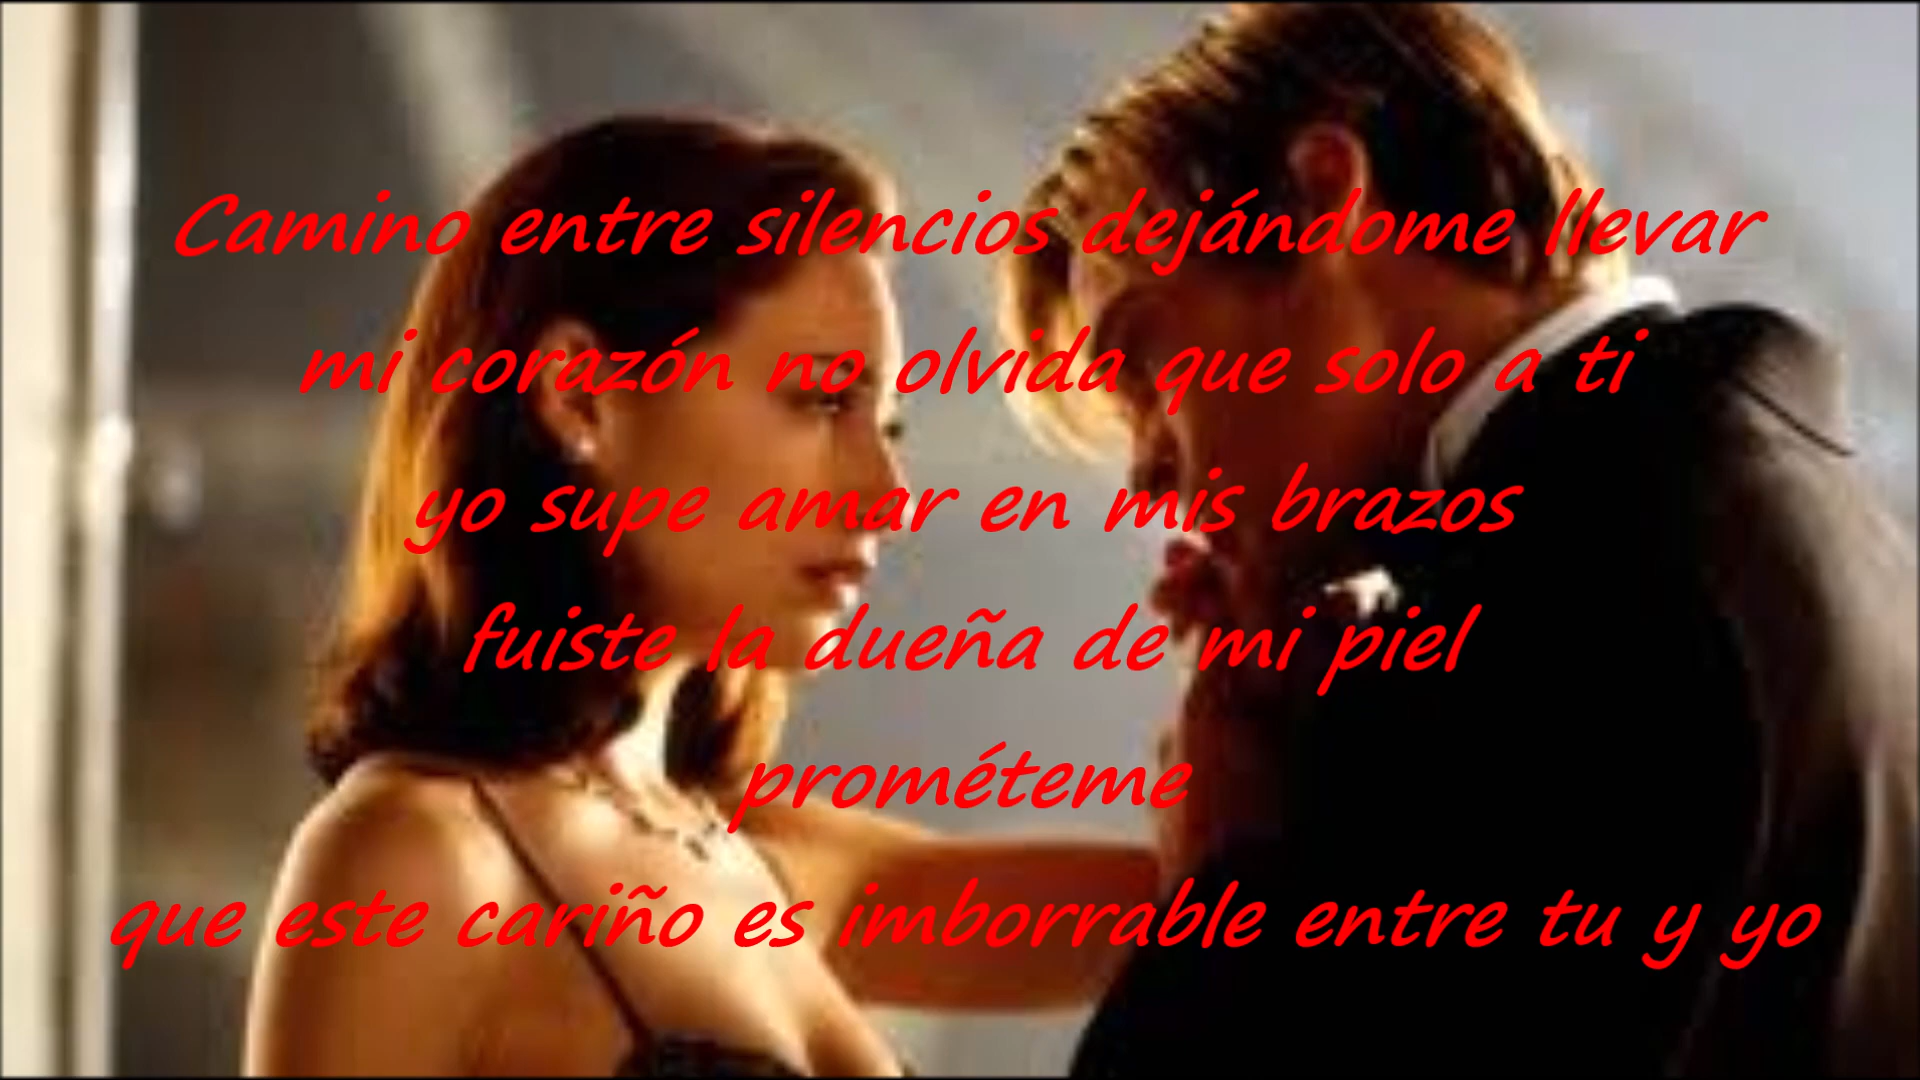 Camino entre silencios dejándome llevar
mi corazón no olvida que solo a ti
yo supe amar en mis brazos
fuiste la dueña de mi piel
prométeme
que este cariño es imborrable entre tu y yo